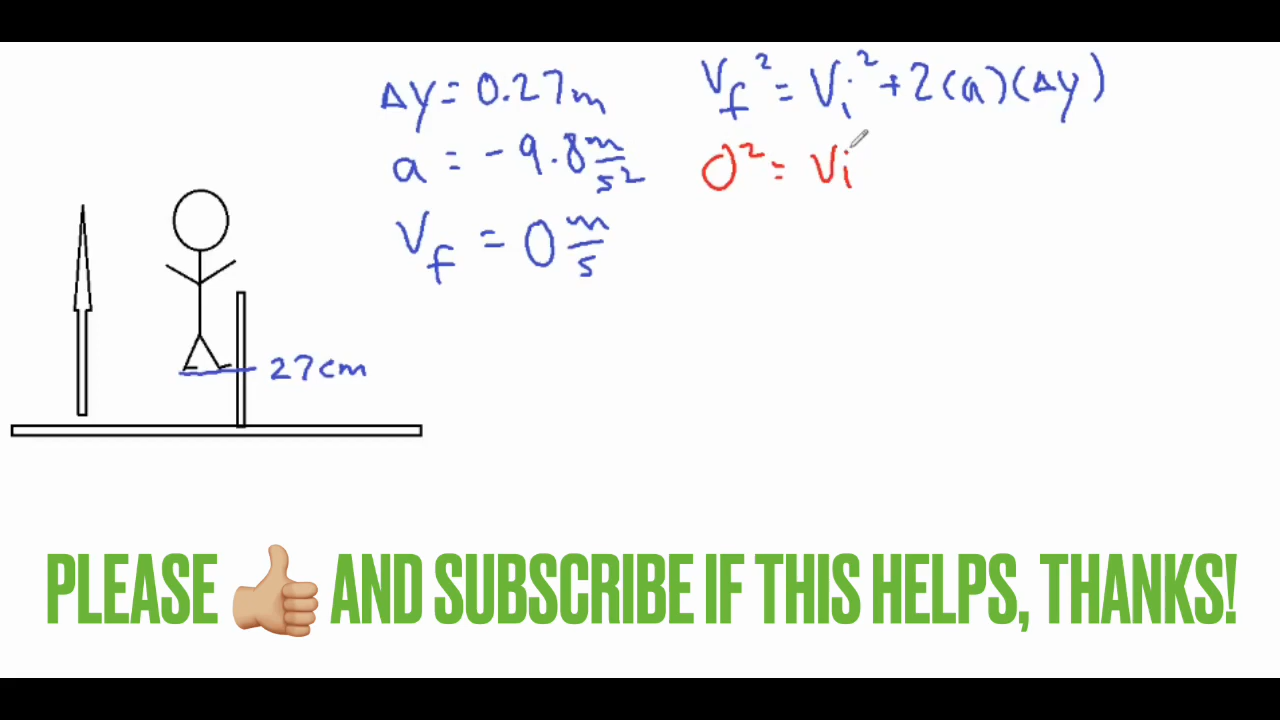 Δy = 0.27m
a = -9.8 m/s²
Vf = 0 m/s
Vf² = Vi² + 2(a)(Δy)
0² = Vi
27cm
PLEASE 👍🏼 AND SUBSCRIBE IF THIS HELPS, THANKS!